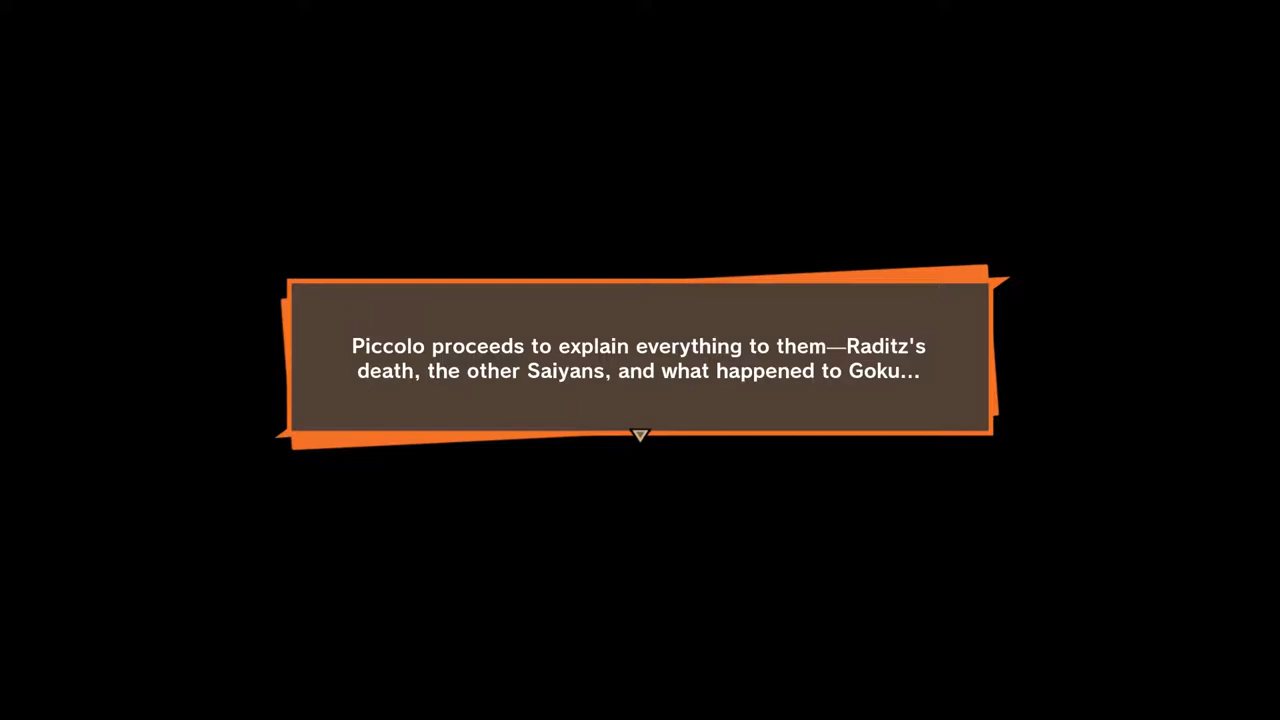 Piccolo proceeds to explain everything to them—Raditz's
death, the other Saiyans, and what happened to Goku...